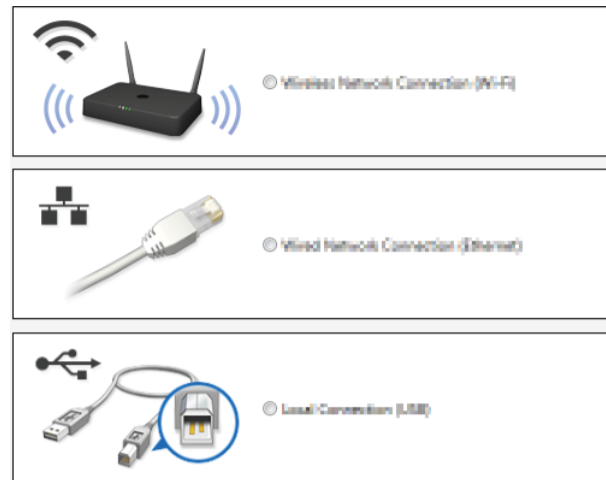 Wireless Network Connection (Wi-Fi)
Wired Network Connection (Ethernet)
Local Connection (USB)